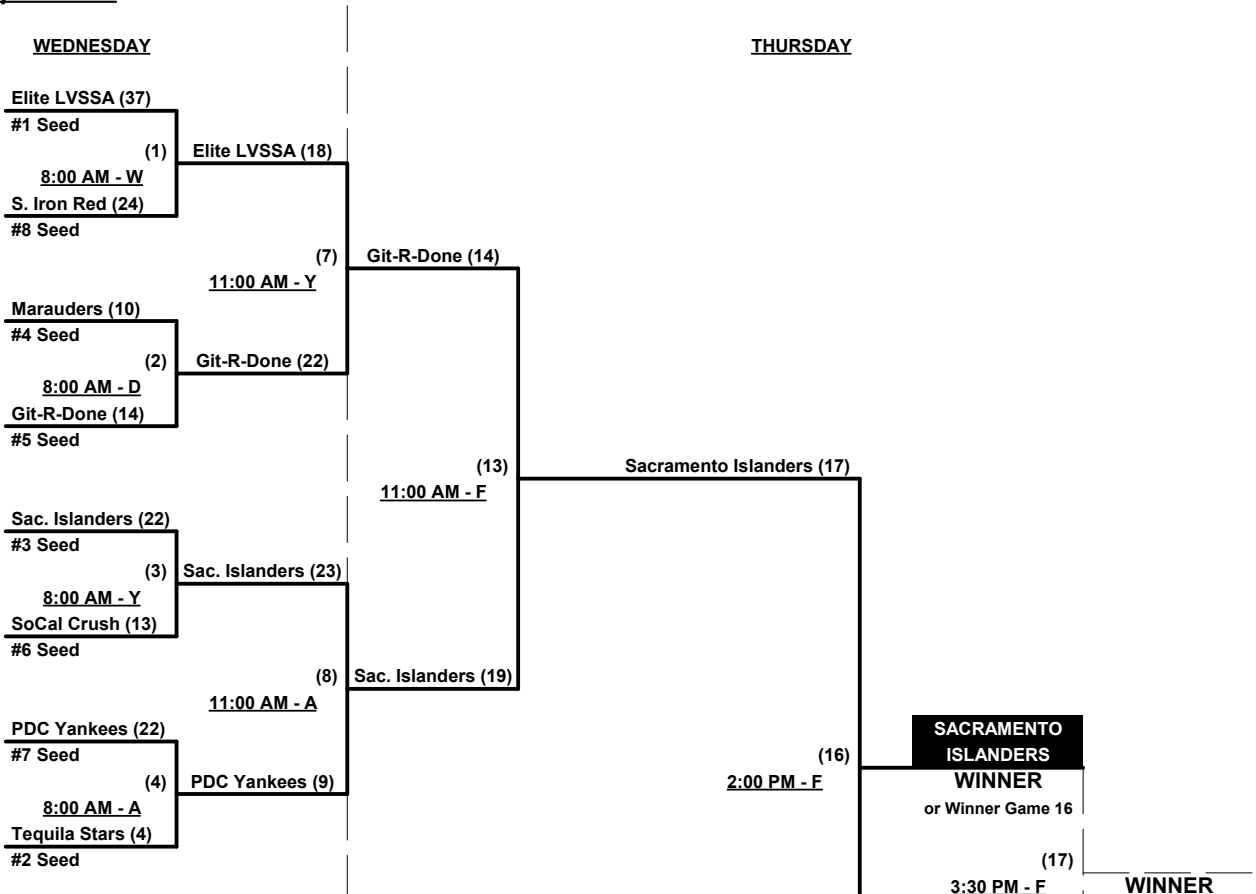 WEDNESDAY
THURSDAY
Elite LVSSA (37)
#1 Seed
(1)
Elite LVSSA (18)
8:00 AM - W
S. Iron Red (24)
#8 Seed
(7)
Git-R-Done (14)
11:00 AM - Y
Marauders (10)
#4 Seed
(2)
Git-R-Done (22)
8:00 AM - D
Git-R-Done (14)
#5 Seed
(13)
Sacramento Islanders (17)
11:00 AM - F
Sac. Islanders (22)
#3 Seed
(3)
Sac. Islanders (23)
8:00 AM - Y
SoCal Crush (13)
#6 Seed
(8)
Sac. Islanders (19)
11:00 AM - A
PDC Yankees (22)
#7 Seed
(4)
PDC Yankees (9)
8:00 AM - A
Tequila Stars (4)
#2 Seed
(16)
2:00 PM - F
SACRAMENTO
ISLANDERS
WINNER
or Winner Game 16
(17)
3:30 PM - F
WINNER